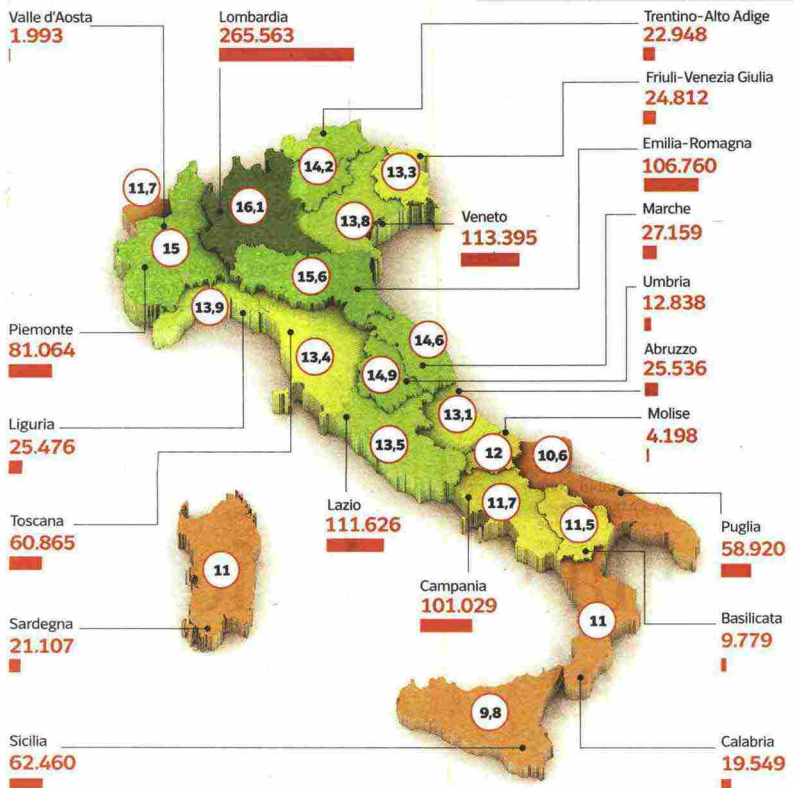 Valle d'Aosta
1.993
Lombardia
265.563
Trentino-Alto Adige
22.948
Friuli-Venezia Giulia
24.812
Emilia-Romagna
106.760
Marche
27.159
Umbria
12.838
Abruzzo
25.536
Molise
4.198
Veneto
113.395
Piemonte
81.064
Liguria
25.476
Toscana
60.865
Lazio
111.626
Campania
101.029
Puglia
58.920
Basilicata
9.779
Calabria
19.549
Sardegna
21.107
Sicilia
62.460
11,7
15
16,1
14,2
13,3
13,8
15,6
13,9
13,4
14,6
14,9
13,1
13,5
12
10,6
11,7
11,5
11
11
9,8